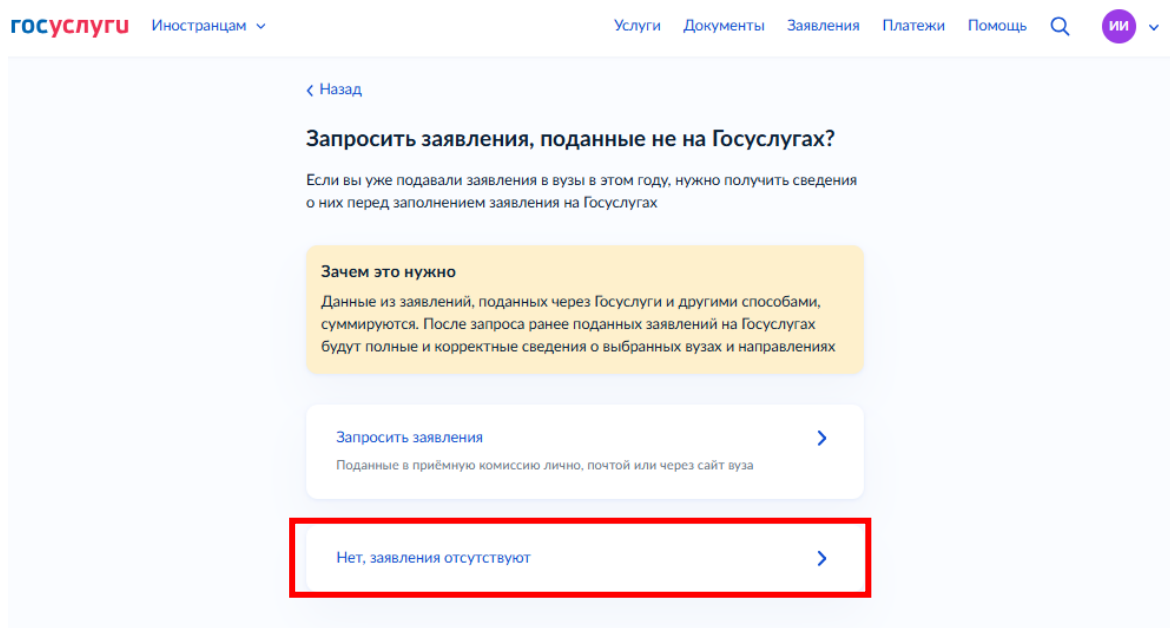 госуслуги Иностранцам Услуги Документы Заявления Платежи Помощь ИИ
Назад
Запросить заявления, поданные не на Госуслугах?
Если вы уже подавали заявления в вузы в этом году, нужно получить сведения
о них перед заполнением заявления на Госуслугах
Зачем это нужно
Данные из заявлений, поданных через Госуслуги и другими способами,
суммируются. После запроса ранее поданных заявлений на Госуслугах
будут полные и корректные сведения о выбранных вузах и направлениях
Запросить заявления
Поданные в приёмную комиссию лично, почтой или через сайт вуза
Нет, заявления отсутствуют